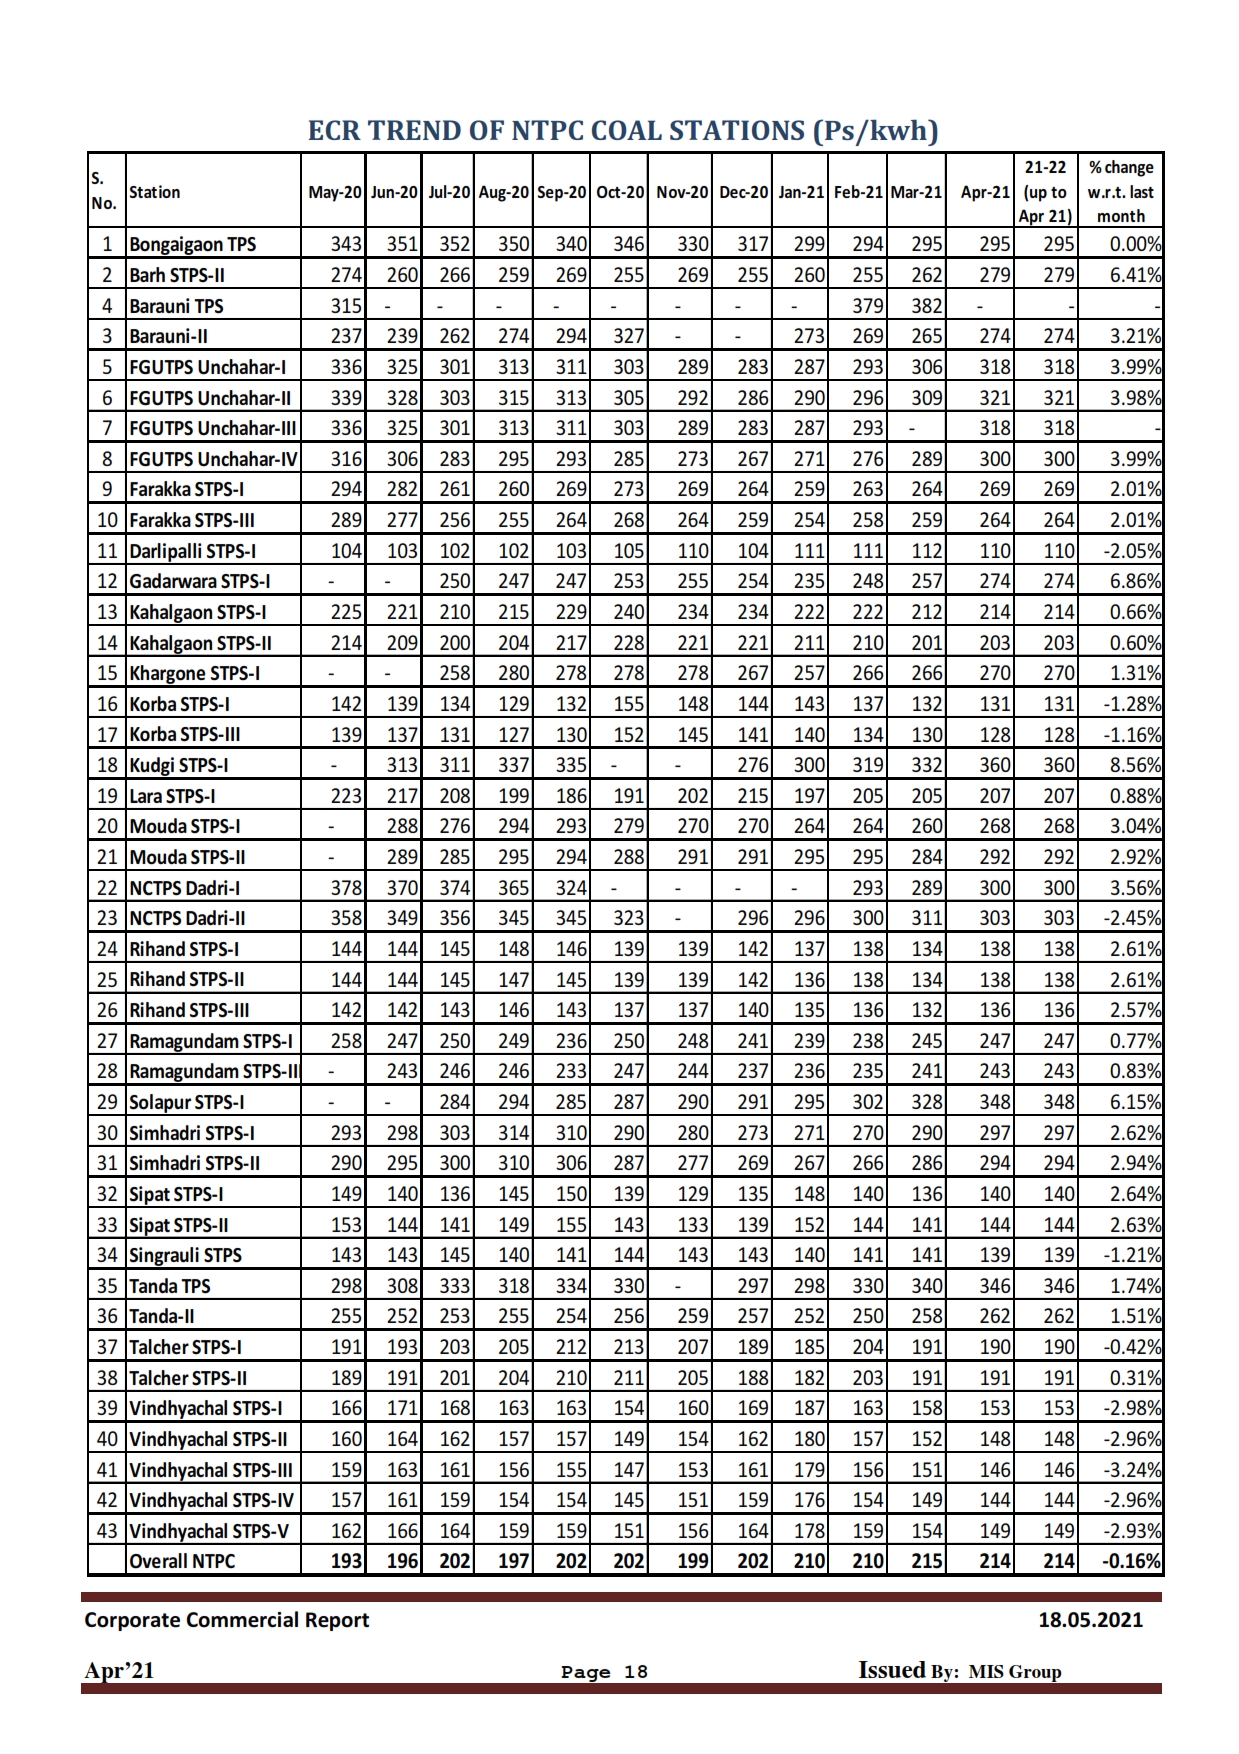 ECR TREND OF NTPC COAL STATIONS (Ps/kwh)
S. No. Station May-20 Jun-20 Jul-20 Aug-20 Sep-20 Oct-20 Nov-20 Dec-20 Jan-21 Feb-21 Mar-21 Apr-21 21-22 (up to Apr 21) % change w.r.t. last month
1 Bongaigaon TPS 343 351 352 350 340 346 330 317 299 294 295 295 295 0.00%
2 Barh STPS-II 274 260 266 259 269 255 269 255 260 255 262 279 279 6.41%
4 Barauni TPS 315 - - - - - - - - 379 382 - - -
3 Barauni-II 237 239 262 274 294 327 - - 273 269 265 274 274 3.21%
5 FGUTPS Unchahar-I 336 325 301 313 311 303 289 283 287 293 306 318 318 3.99%
6 FGUTPS Unchahar-II 339 328 303 315 313 305 292 286 290 296 309 321 321 3.98%
7 FGUTPS Unchahar-III 336 325 301 313 311 303 289 283 287 293 - 318 318 -
8 FGUTPS Unchahar-IV 316 306 283 295 293 285 273 267 271 276 289 300 300 3.99%
9 Farakka STPS-I 294 282 261 260 269 273 269 264 259 263 264 269 269 2.01%
10 Farakka STPS-III 289 277 256 255 264 268 264 259 254 258 259 264 264 2.01%
11 Darlipalli STPS-I 104 103 102 102 103 105 110 104 111 111 112 110 110 -2.05%
12 Gadarwara STPS-I - - 250 247 247 253 255 254 235 248 257 274 274 6.86%
13 Kahalgaon STPS-I 225 221 210 215 229 240 234 234 222 222 212 214 214 0.66%
14 Kahalgaon STPS-II 214 209 200 204 217 228 221 221 211 210 201 203 203 0.60%
15 Khargone STPS-I - - 258 280 278 278 278 267 257 266 266 270 270 1.31%
16 Korba STPS-I 142 139 134 129 132 155 148 144 143 137 132 131 131 -1.28%
17 Korba STPS-III 139 137 131 127 130 152 145 141 140 134 130 128 128 -1.16%
18 Kudgi STPS-I - 313 311 337 335 - - 276 300 319 332 360 360 8.56%
19 Lara STPS-I 223 217 208 199 186 191 202 215 197 205 205 207 207 0.88%
20 Mouda STPS-I - 288 276 294 293 279 270 270 264 264 260 268 268 3.04%
21 Mouda STPS-II - 289 285 295 294 288 291 291 295 295 284 292 292 2.92%
22 NCTPS Dadri-I 378 370 374 365 324 - - - - 293 289 300 300 3.56%
23 NCTPS Dadri-II 358 349 356 345 345 323 - 296 296 300 311 303 303 -2.45%
24 Rihand STPS-I 144 144 145 148 146 139 139 142 137 138 134 138 138 2.61%
25 Rihand STPS-II 144 144 145 147 145 139 139 142 136 138 134 138 138 2.61%
26 Rihand STPS-III 142 142 143 146 143 137 137 140 135 136 132 136 136 2.57%
27 Ramagundam STPS-I 258 247 250 249 236 250 248 241 239 238 245 247 247 0.77%
28 Ramagundam STPS-III - 243 246 246 233 247 244 237 236 235 241 243 243 0.83%
29 Solapur STPS-I - - 284 294 285 287 290 291 295 302 328 348 348 6.15%
30 Simhadri STPS-I 293 298 303 314 310 290 280 273 271 270 290 297 297 2.62%
31 Simhadri STPS-II 290 295 300 310 306 287 277 269 267 266 286 294 294 2.94%
32 Sipat STPS-I 149 140 136 145 150 139 129 135 148 140 136 140 140 2.64%
33 Sipat STPS-II 153 144 141 149 155 143 133 139 152 144 141 144 144 2.63%
34 Singrauli STPS 143 143 145 140 141 144 143 143 140 141 141 139 139 -1.21%
35 Tanda TPS 298 308 333 318 334 330 - 297 298 330 340 346 346 1.74%
36 Tanda-II 255 252 253 255 254 256 259 257 252 250 258 262 262 1.51%
37 Talcher STPS-I 191 193 203 205 212 213 207 189 185 204 191 190 190 -0.42%
38 Talcher STPS-II 189 191 201 204 210 211 205 188 182 203 191 191 191 0.31%
39 Vindhyachal STPS-I 166 171 168 163 163 154 160 169 187 163 158 153 153 -2.98%
40 Vindhyachal STPS-II 160 164 162 157 157 149 154 162 180 157 152 148 148 -2.96%
41 Vindhyachal STPS-III 159 163 161 156 155 147 153 161 179 156 151 146 146 -3.24%
42 Vindhyachal STPS-IV 157 161 159 154 154 145 151 159 176 154 149 144 144 -2.96%
43 Vindhyachal STPS-V 162 166 164 159 159 151 156 164 178 159 154 149 149 -2.93%
Overall NTPC 193 196 202 197 202 202 199 202 210 210 215 214 214 -0.16%
Corporate Commercial Report 18.05.2021
Apr’21 Page 18 Issued By: MIS Group